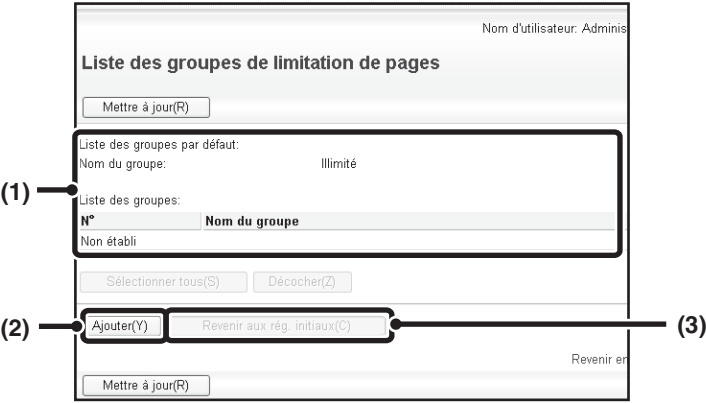 Nom d'utilisateur: Adminis
Liste des groupes de limitation de pages
Mettre à jour(R)
Liste des groupes par défaut:
Nom du groupe: Illimité
(1)
Liste des groupes:
N° Nom du groupe
Non établi
Sélectionner tous(S) Décocher(Z)
(2) Ajouter(Y) Revenir aux rég. initiaux(C) (3)
Revenir en
Mettre à jour(R)